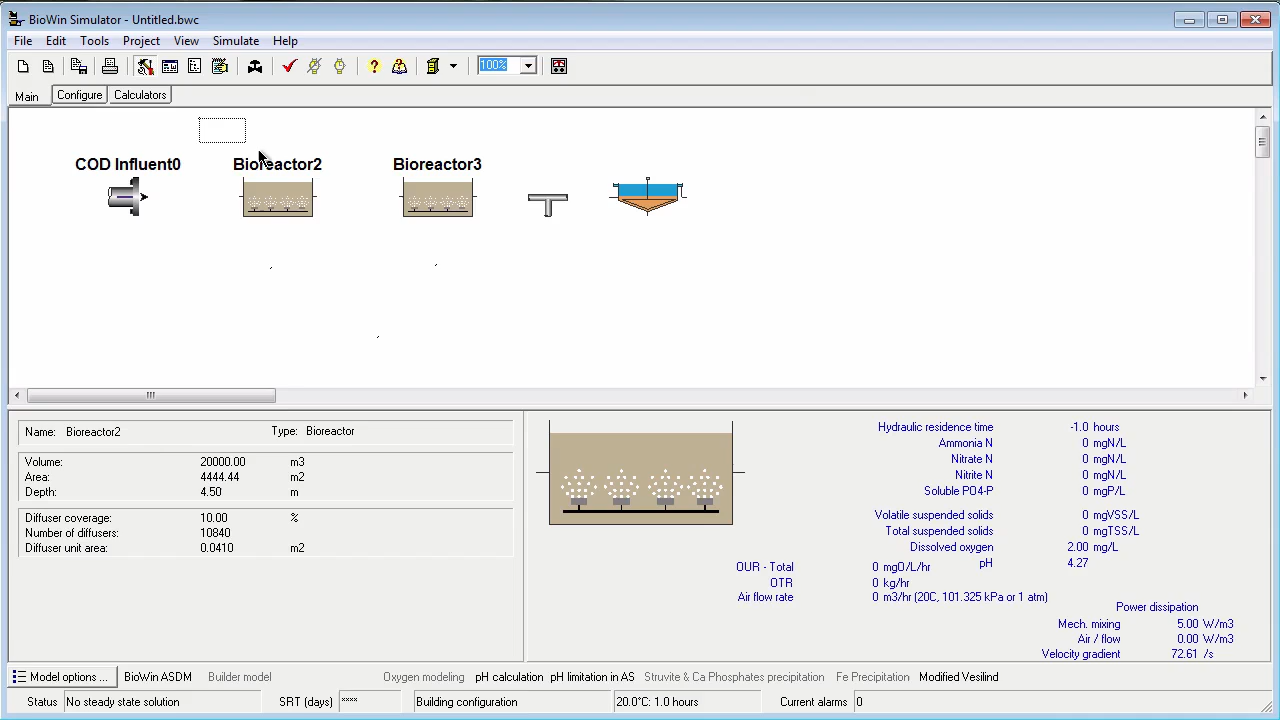 BioWin Simulator - Untitled.bwc
File Edit Tools Project View Simulate Help
100%
Main Configure Calculators
COD Influent0 Bioreactor2 Bioreactor3
Name: Bioreactor2 Type: Bioreactor
Volume: 20000.00 m3
Area: 4444.44 m2
Depth: 4.50 m
Diffuser coverage: 10.00 %
Number of diffusers: 10840
Diffuser unit area: 0.0410 m2
Hydraulic residence time -1.0 hours
Ammonia N 0 mgN/L
Nitrate N 0 mgN/L
Nitrite N 0 mgN/L
Soluble PO4-P 0 mgP/L
Volatile suspended solids 0 mgVSS/L
Total suspended solids 0 mgTSS/L
Dissolved oxygen 2.00 mg/L
pH 4.27
OUR - Total 0 mgO/L/hr
OTR 0 kg/hr
Air flow rate 0 m3/hr (20C, 101.325 kPa or 1 atm)
Power dissipation
Mech. mixing 5.00 W/m3
Air / flow 0.00 W/m3
Velocity gradient 72.61 /s
Model options ... BioWin ASDM Builder model Oxygen modeling pH calculation pH limitation in AS Struvite & Ca Phosphates precipitation Fe Precipitation Modified Vesilind
Status No steady state solution SRT (days) **** Building configuration 20.0°C: 1.0 hours Current alarms 0